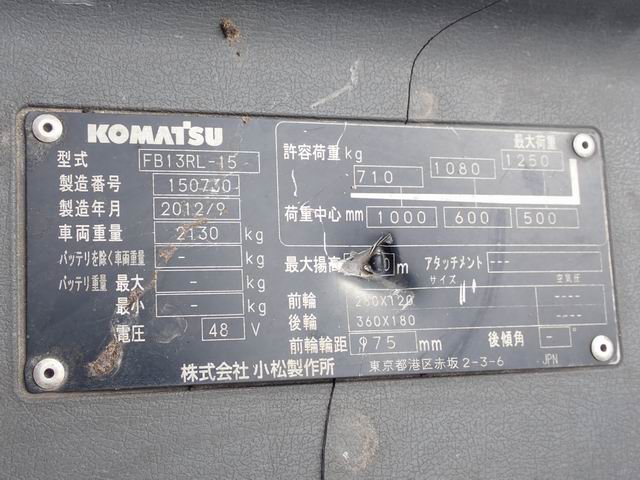 KOMATSU
型式 FB13RL-15
製造番号 150730
製造年月 2012/9
車両重量 2130 kg
バッテリを除く車両重量 - kg
バッテリ重量 最大 - kg
最小 - kg
電圧 48 V
株式会社 小松製作所
最大荷重
許容荷重 kg 710 1080 1250
荷重中心 mm 1000 600 500
最大揚高 m アタッチメント ---
サイズ 空気圧
前輪 230X120 ----
後輪 360X180 ----
前輪輪距 975 mm 後傾角 -°
東京都港区赤坂2-3-6 JPN